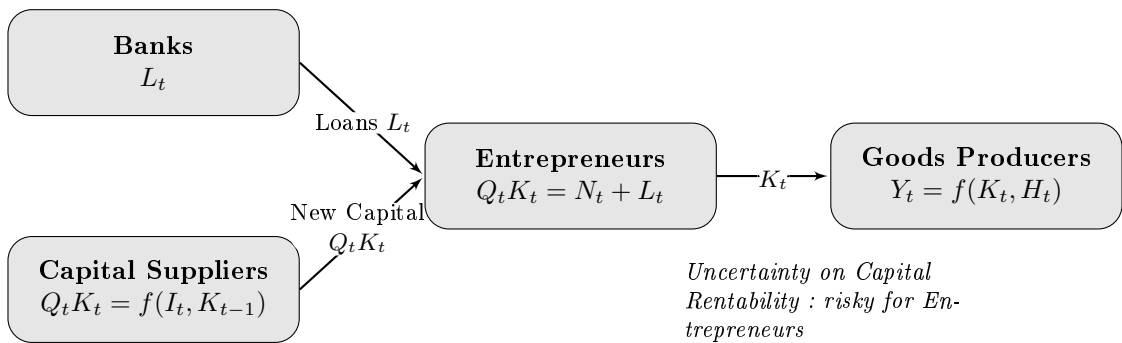 Banks
L_t
Loans L_t
Entrepreneurs
Q_tK_t = N_t + L_t
K_t
Goods Producers
Y_t = f(K_t, H_t)
New Capital
Q_tK_t
Capital Suppliers
Q_tK_t = f(I_t, K_{t-1})
Uncertainty on Capital
Rentability : risky for En-
trepreneurs